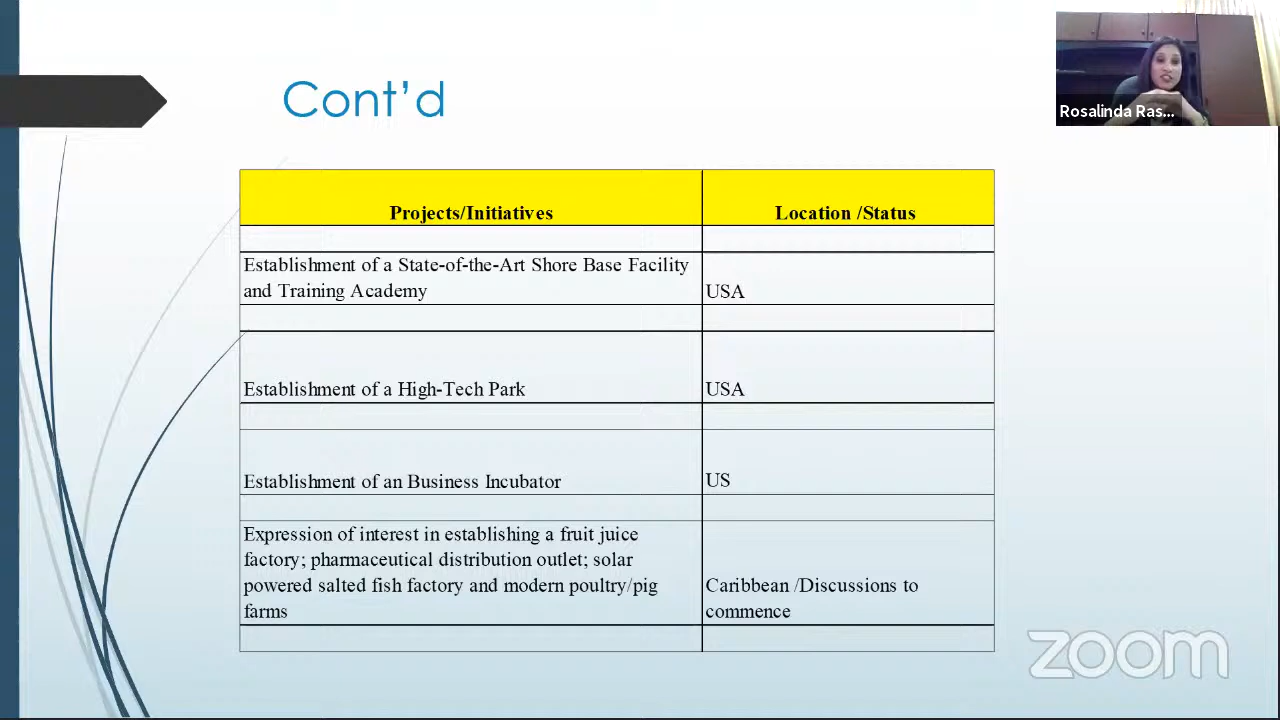 Cont’d
Rosalinda Ras...
Projects/Initiatives
Location /Status
Establishment of a State-of-the-Art Shore Base Facility
and Training Academy
USA
Establishment of a High-Tech Park
USA
Establishment of an Business Incubator
US
Expression of interest in establishing a fruit juice
factory; pharmaceutical distribution outlet; solar
powered salted fish factory and modern poultry/pig
farms
Caribbean /Discussions to
commence
zoom